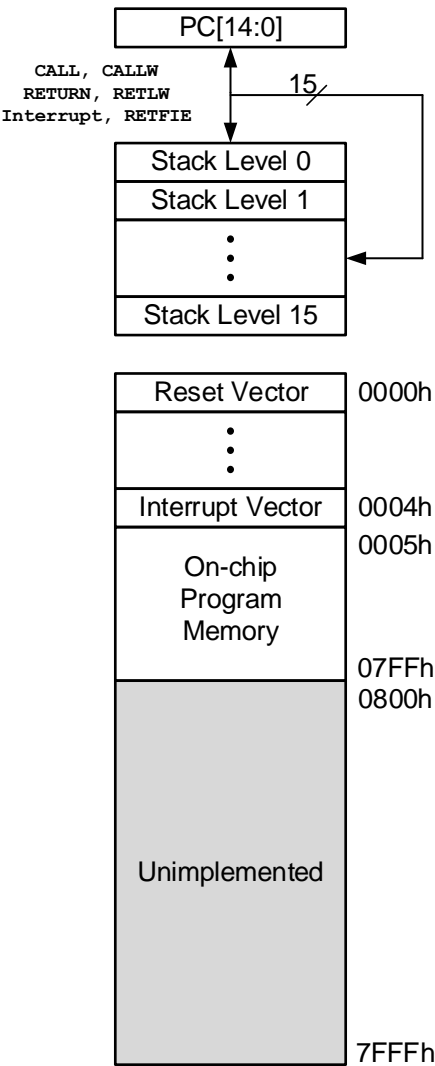 PC[14:0]
CALL, CALLW
RETURN, RETLW
Interrupt, RETFIE
15
Stack Level 0
Stack Level 1
Stack Level 15
Reset Vector
0000h
Interrupt Vector
0004h
0005h
On-chip
Program
Memory
07FFh
0800h
Unimplemented
7FFFh